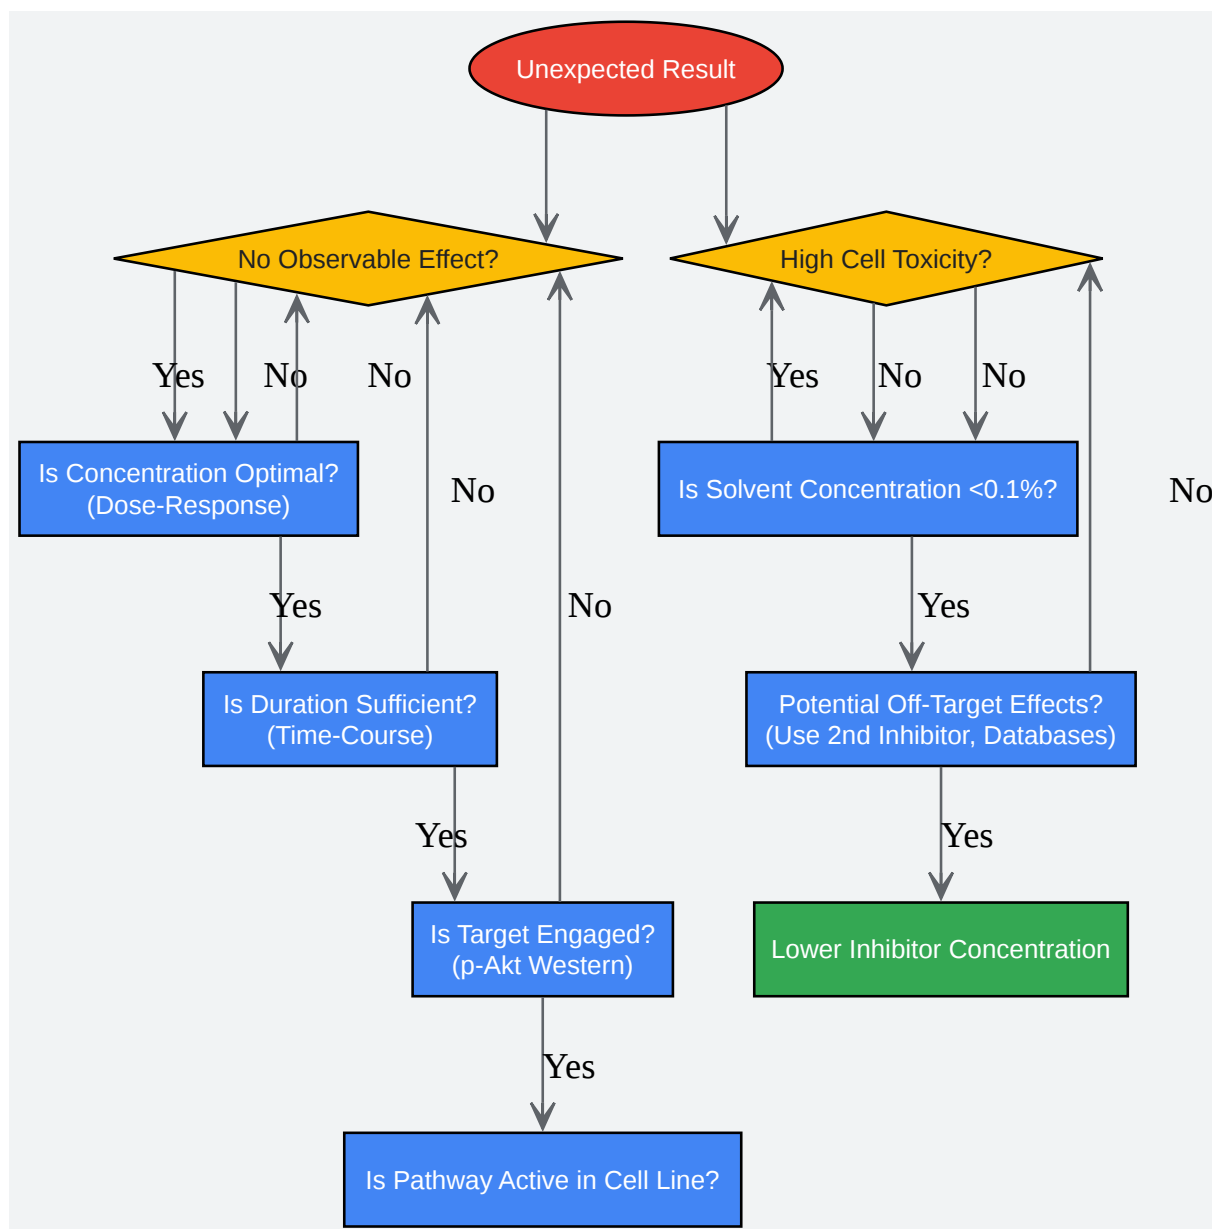 Unexpected Result
No Observable Effect?
High Cell Toxicity?
Yes
No
No
Yes
No
No
Is Concentration Optimal?
(Dose-Response)
No
Is Solvent Concentration <0.1%?
No
Yes
No
Yes
Is Duration Sufficient?
(Time-Course)
Potential Off-Target Effects?
(Use 2nd Inhibitor, Databases)
Yes
Yes
Is Target Engaged?
(p-Akt Western)
Lower Inhibitor Concentration
Yes
Is Pathway Active in Cell Line?